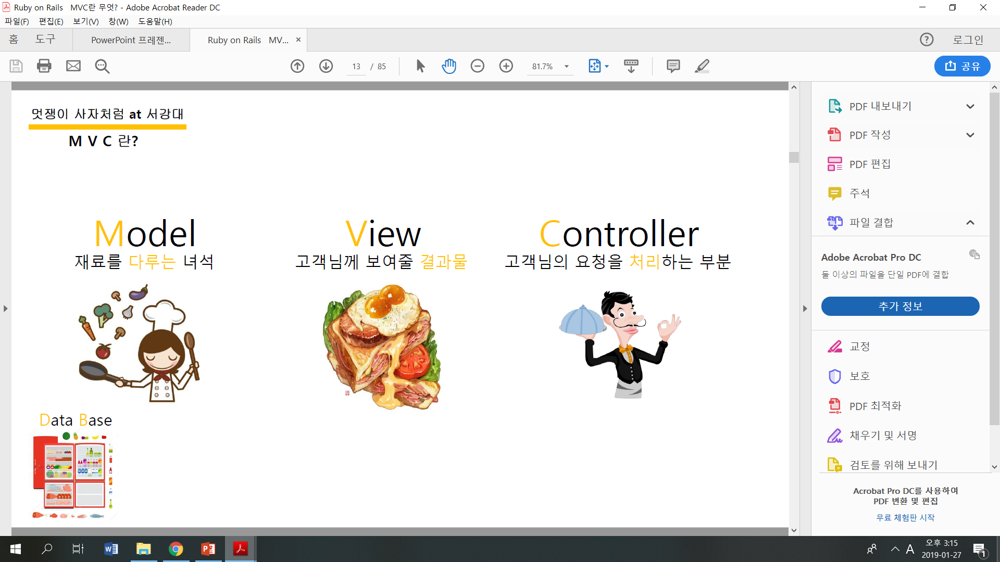 Ruby on Rails   MVC란 무엇? - Adobe Acrobat Reader DC
파일(F) 편집(E) 보기(V) 창(W) 도움말(H)
홈 도구 PowerPoint 프레젠... Ruby on Rails   MV... 로그인
13 / 85 81.7% 공유
멋쟁이 사자처럼 at 서강대
M V C 란?
Model
재료를 다루는 녀석
View
고객님께 보여줄 결과물
Controller
고객님의 요청을 처리하는 부분
Data Base
PDF 내보내기
PDF 작성
PDF 편집
주석
파일 결합
Adobe Acrobat Pro DC
둘 이상의 파일을 단일 PDF에 결합
추가 정보
교정
보호
PDF 최적화
채우기 및 서명
검토를 위해 보내기
Acrobat Pro DC를 사용하여
PDF 변환 및 편집
무료 체험판 시작
A 오후 3:15
2019-01-27
1